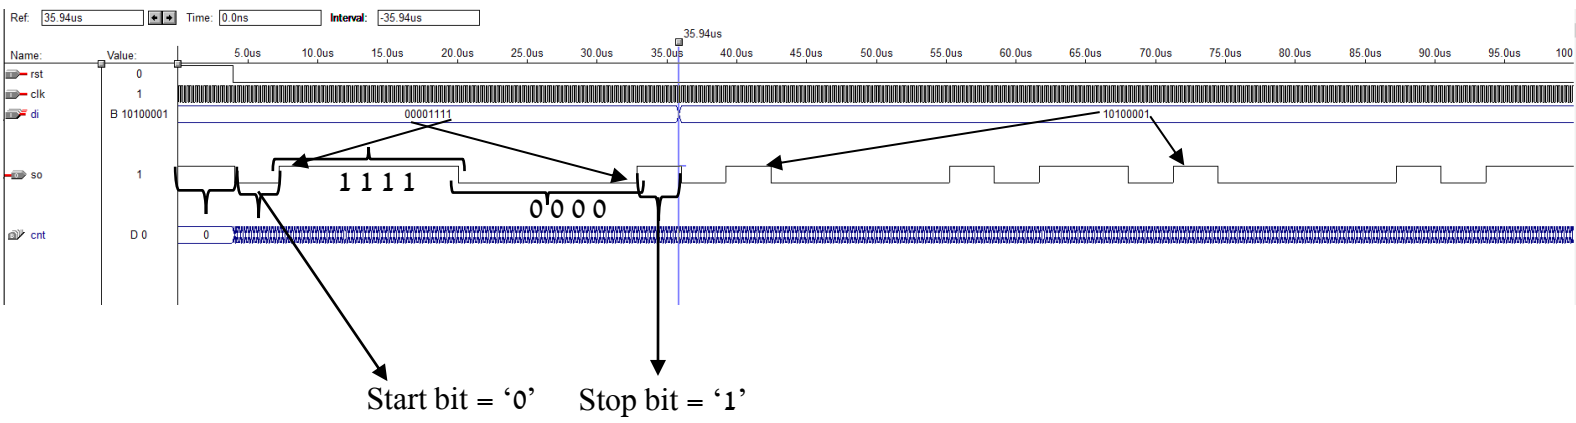 Ref: 35.94us Time: 0.0ns Interval: -35.94us
35.94us
Name: Value: 5.0us 10.0us 15.0us 20.0us 25.0us 30.0us 35.0us 40.0us 45.0us 50.0us 55.0us 60.0us 65.0us 70.0us 75.0us 80.0us 85.0us 90.0us 95.0us 100
rst 0
clk 1
di B 10100001 00001111 10100001
so 1
1 1 1 1
0 0 0 0
cnt D 0 0
Start bit = ‘0’ Stop bit = ‘1’